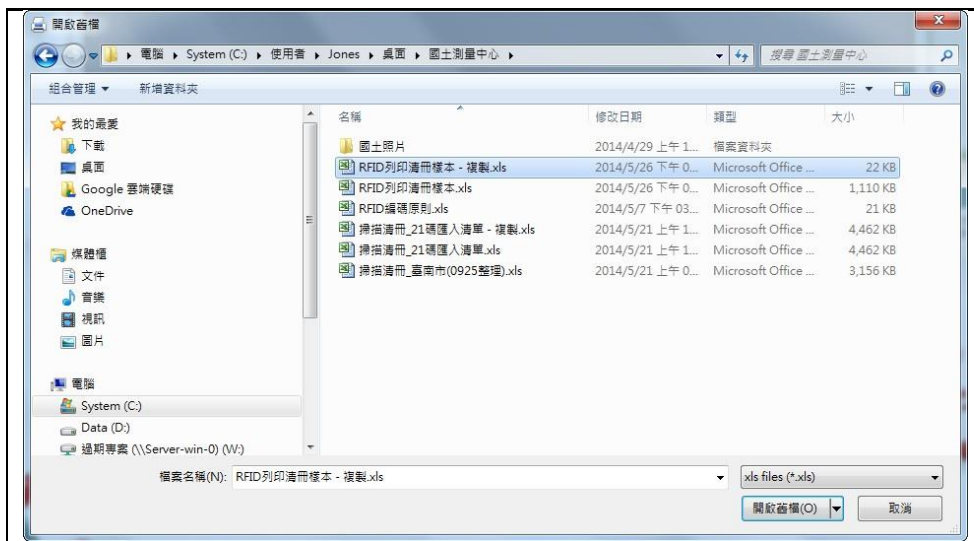 開啟舊檔
電腦 System (C:) 使用者 Jones 桌面 國土測量中心
搜尋 國土測量中心
組合管理 新增資料夾
名稱 修改日期 類型 大小
我的最愛
下載
桌面
Google 雲端硬碟
OneDrive
媒體櫃
文件
音樂
視訊
圖片
電腦
System (C:)
Data (D:)
過期專案 (\\Server-win-0) (W:)
國土照片 2014/4/29 上午 1... 檔案資料夾
RFID列印清冊樣本 - 複製.xls 2014/5/26 下午 0... Microsoft Office ... 22 KB
RFID列印清冊樣本.xls 2014/5/26 下午 0... Microsoft Office ... 1,110 KB
RFID編碼原則.xls 2014/5/7 下午 03... Microsoft Office ... 21 KB
掃描清冊_21碼匯入清單 - 複製.xls 2014/5/21 上午 1... Microsoft Office ... 4,462 KB
掃描清冊_21碼匯入清單.xls 2014/5/21 上午 1... Microsoft Office ... 4,462 KB
掃描清冊_臺南市(0925整理).xls 2014/5/21 上午 0... Microsoft Office ... 3,156 KB
檔案名稱(N): RFID列印清冊樣本 - 複製.xls
xls files (*.xls)
開啟舊檔(O) 取消